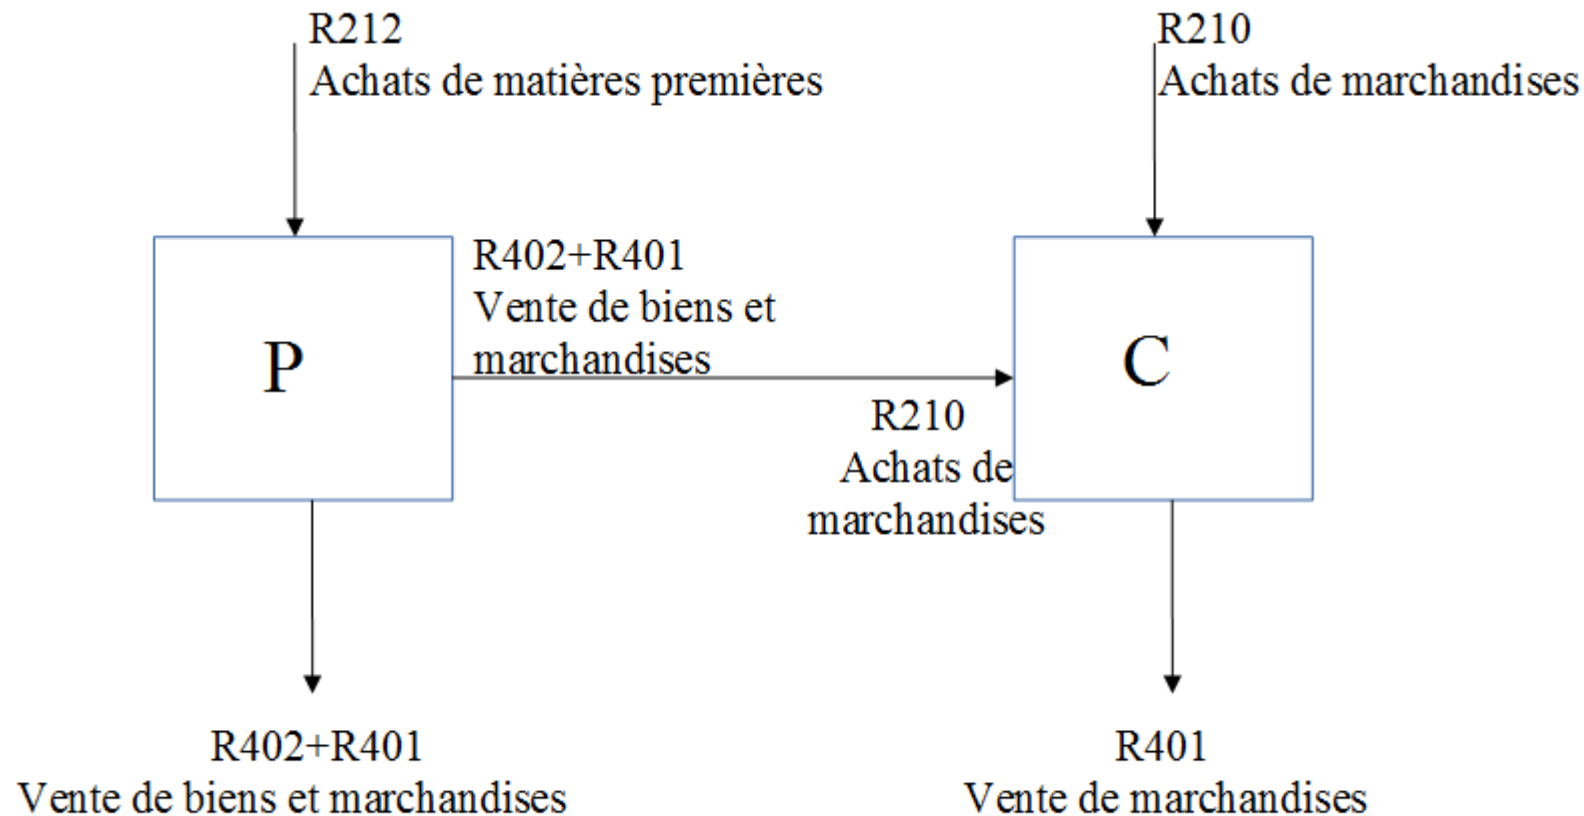 R212
Achats de matières premières
R210
Achats de marchandises
R402+R401
Vente de biens et
marchandises
P
C
R210
Achats de
marchandises
R402+R401
Vente de biens et marchandises
R401
Vente de marchandises